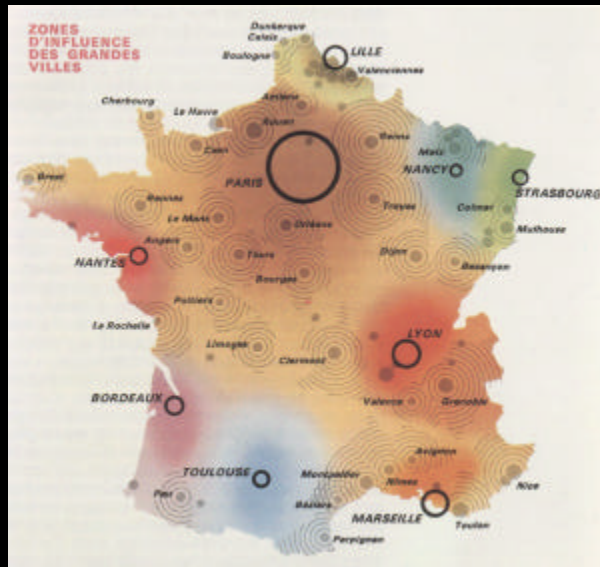 ZONES
D'INFLUENCE
DES GRANDES
VILLES
Dunkerque
Calais
LILLE
Boulogne
Valenciennes
Cherbourg
Le Havre
Amiens
Rouen
Reims
Caen
Metz
NANCY
PARIS
Brest
STRASBOURG
Rennes
Troyes
Colmar
Le Mans
Orléans
Mulhouse
Angers
Tours
Dijon
NANTES
Besançon
Bourges
Poitiers
La Rochelle
LYON
Limoges
Clermont
BORDEAUX
Valence
Grenoble
Avignon
TOULOUSE
Montpellier
Nimes
Nice
Pau
Béziers
MARSEILLE
Toulon
Perpignan